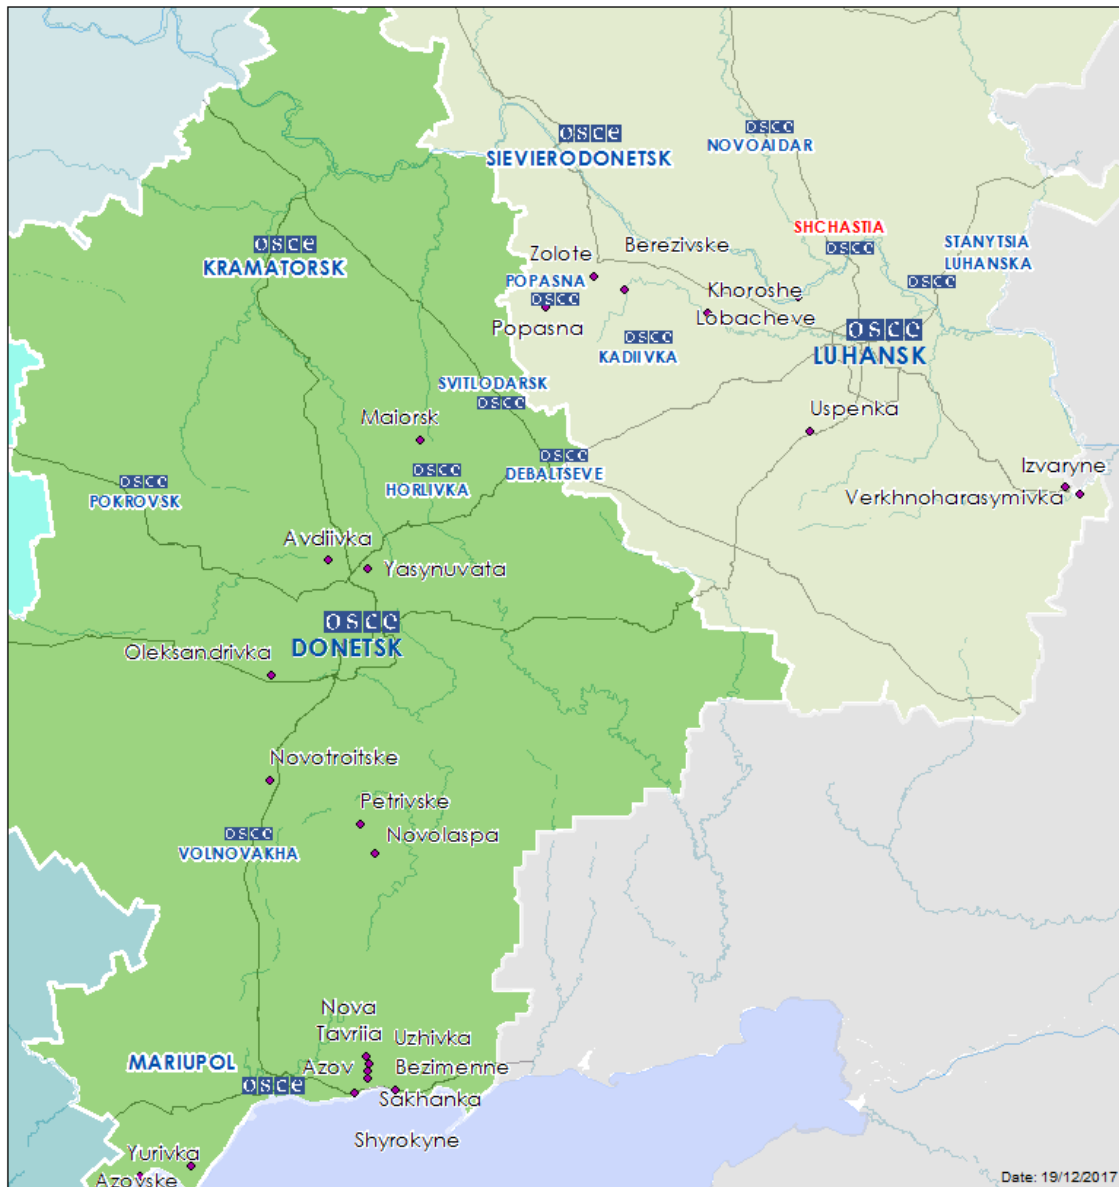 osce
SIEVIERODONETSK
osce
NOVOAIDAR
SHCHASTIA
osce
STANYTSIA
LUHANSKA
osce
osce
KRAMATORSK
Zolote
Berezivske
POPASNA
osce
Popasna
Khoroshe
Lobacheve
osce
KADIIVKA
osce
LUHANSK
SVITLODARSK
osce
Maiorsk
Uspenka
osce
HORLIVKA
osce
DEBALTSEVE
osce
POKROVSK
Izvaryne
Verkhnoharasymivka
Avdiivka
Yasynuvata
osce
DONETSK
Oleksandrivka
Novotroitske
Petrivske
Novolaspa
osce
VOLNOVAKHA
Nova
Tavriia
Uzhivka
Azov
Bezimenne
MARIUPOL
osce
Sakhanka
Shyrokyne
Yurivka
Azovske
Date: 19/12/2017